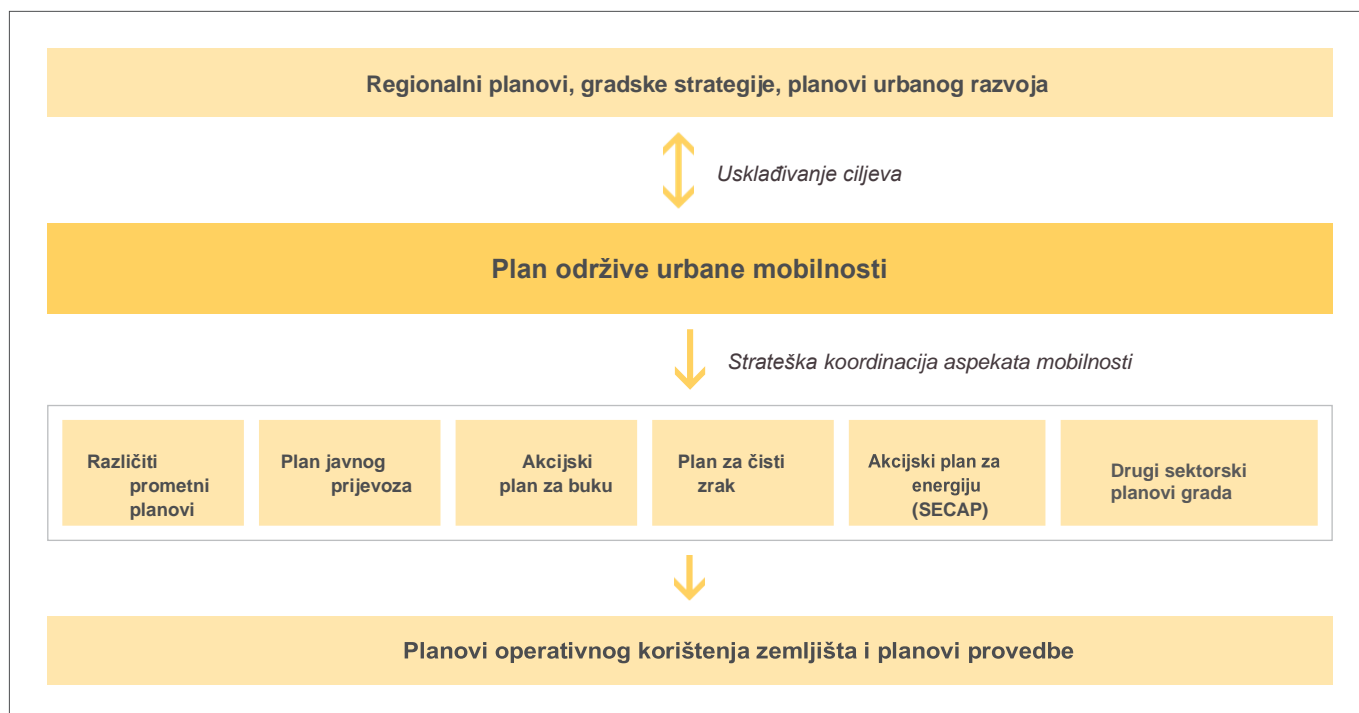 Regionalni planovi, gradske strategije, planovi urbanog razvoja
Usklađivanje ciljeva
Plan održive urbane mobilnosti
Strateška koordinacija aspekata mobilnosti
Različiti
prometni
planovi
Plan javnog
prijevoza
Akcijski
plan za buku
Plan za čisti
zrak
Akcijski plan za
energiju
(SECAP)
Drugi sektorski
planovi grada
Planovi operativnog korištenja zemljišta i planovi provedbe